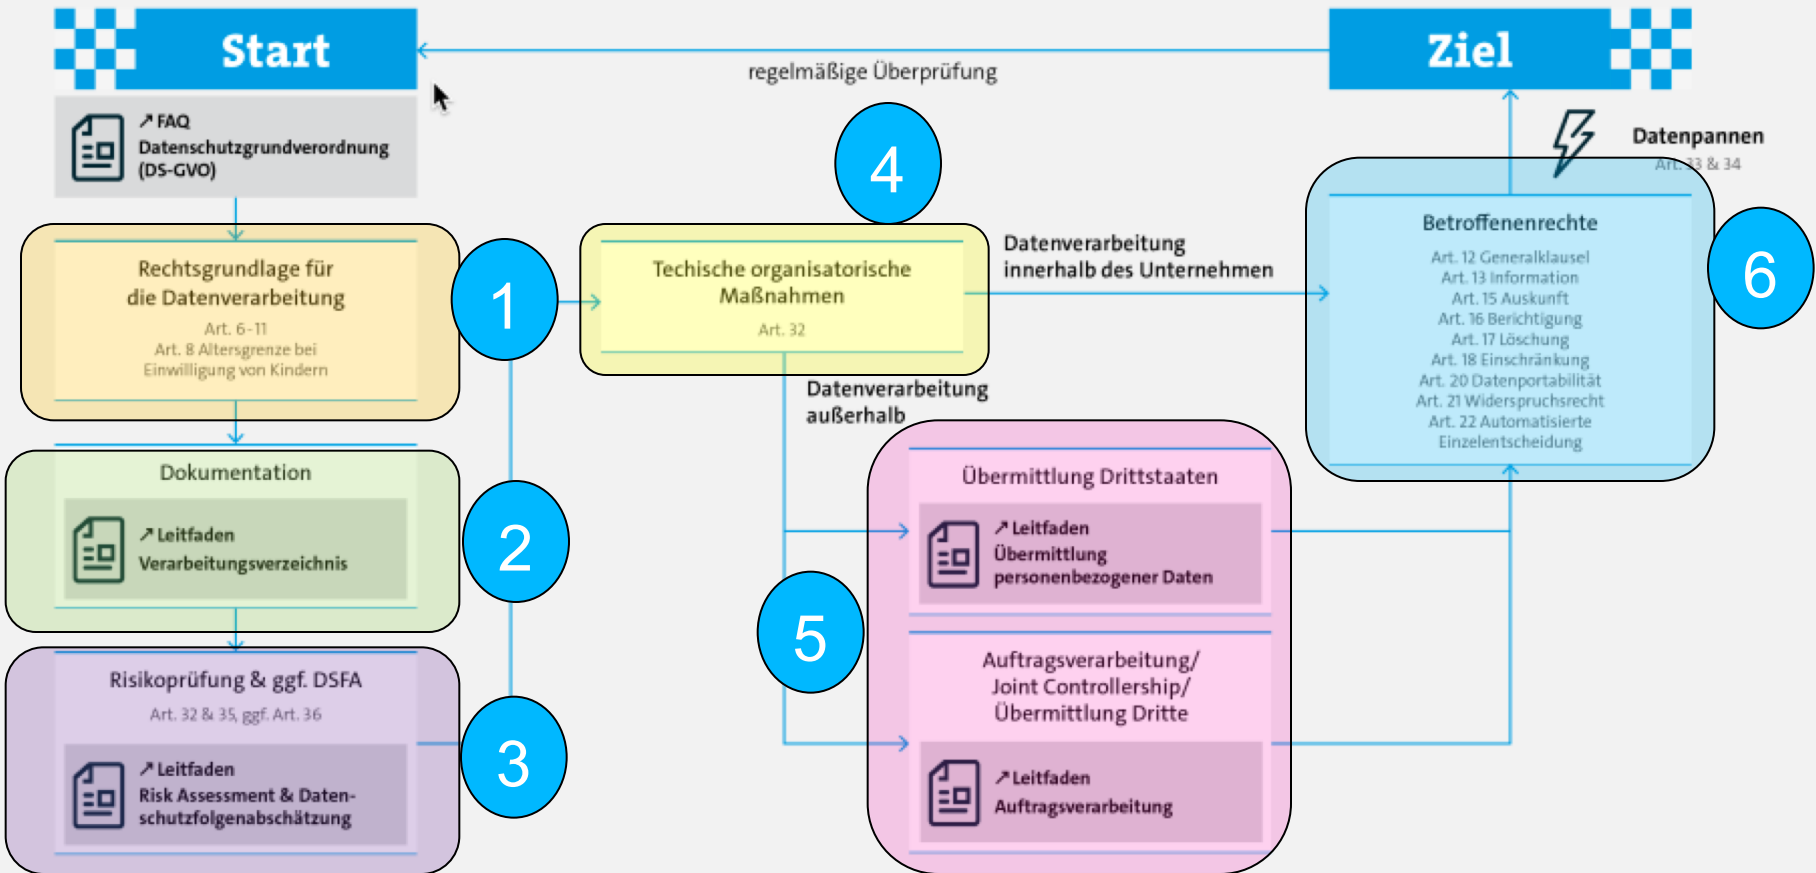 Start
Ziel
regelmäßige Überprüfung
↗ FAQ
Datenschutzgrundverordnung
(DS-GVO)
Datenpannen
Art. 33 & 34
4
Rechtsgrundlage für
die Datenverarbeitung
Art. 6-11
Art. 8 Altersgrenze bei
Einwilligung von Kindern
1
Techische organisatorische
Maßnahmen
Art. 32
Datenverarbeitung
innerhalb des Unternehmen
Datenverarbeitung
außerhalb
Betroffenenrechte
Art. 12 Generalklausel
Art. 13 Information
Art. 15 Auskunft
Art. 16 Berichtigung
Art. 17 Löschung
Art. 18 Einschränkung
Art. 20 Datenportabilität
Art. 21 Widerspruchsrecht
Art. 22 Automatisierte
Einzelentscheidung
6
Dokumentation
↗ Leitfaden
Verarbeitungsverzeichnis
2
Übermittlung Drittstaaten
↗ Leitfaden
Übermittlung
personenbezogener Daten
5
Risikoprüfung & ggf. DSFA
Art. 32 & 35, ggf. Art. 36
↗ Leitfaden
Risk Assessment & Daten-
schutzfolgenabschätzung
3
Auftragsverarbeitung/
Joint Controllership/
Übermittlung Dritte
↗ Leitfaden
Auftragsverarbeitung